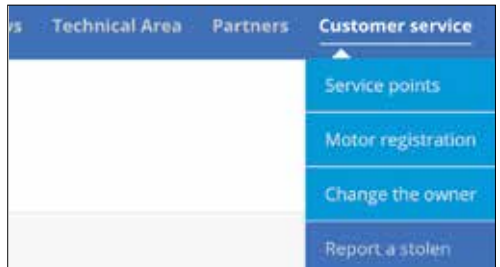 Technical Area Partners Customer service
Service points
Motor registration
Change the owner
Report a stolen